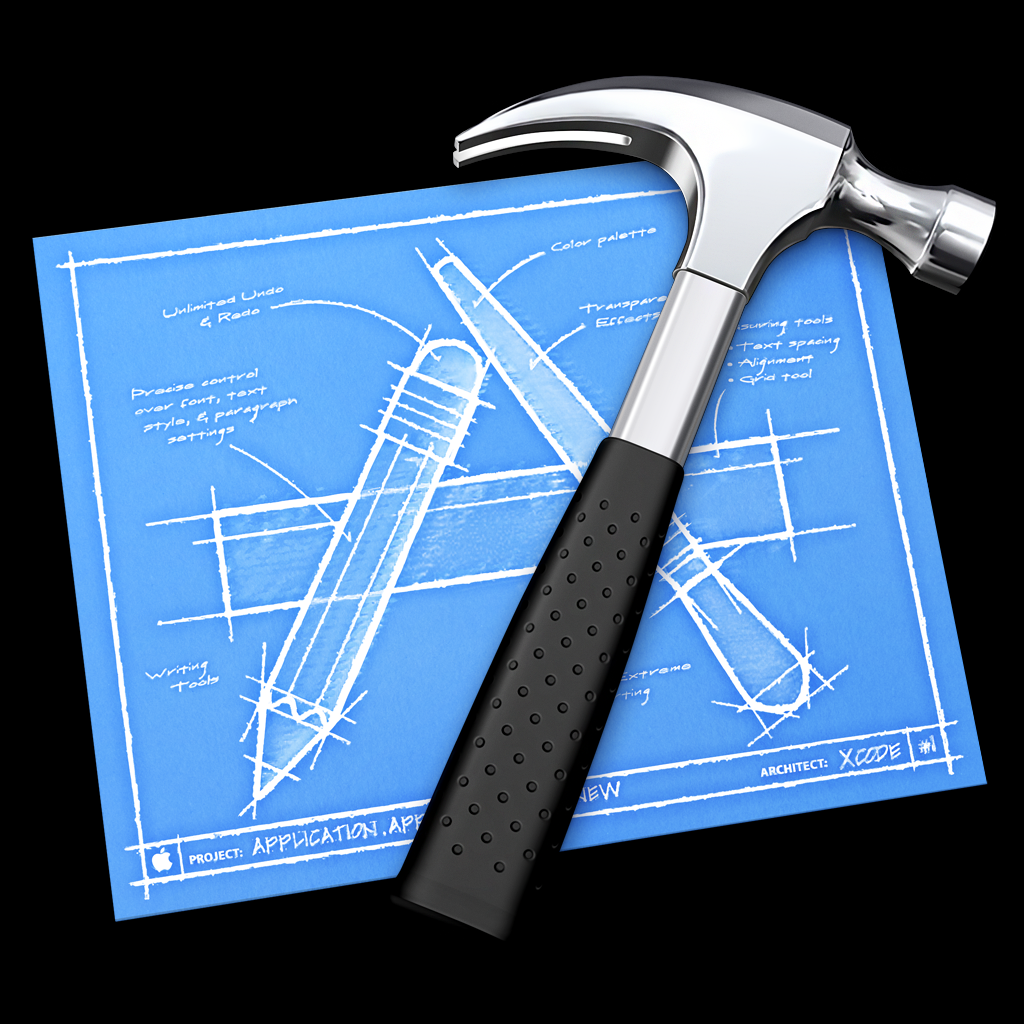 Color palette
Unlimited Undo
& Redo
Transpare
Effects
suring tools
• Text spacing
• Alignment
• Grid tool
Precise control
over font, text
style, & paragraph
settings
Writing
Tools
Extreme
ting
ARCHITECT: XCODE #1
NEW
PROJECT: APPLICATION.APP